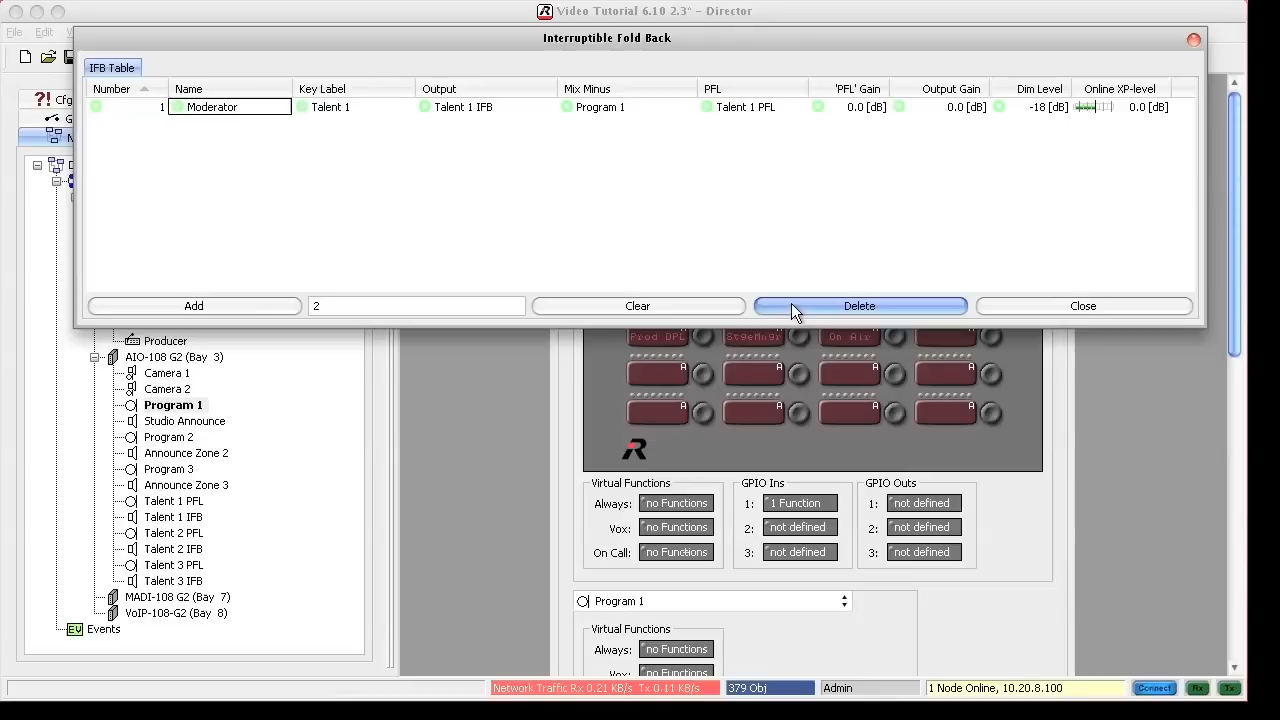 Video Tutorial 6.10 2.3* - Director
File Edit
Interruptible Fold Back
IFB Table
Number Name Key Label Output Mix Minus PFL 'PFL' Gain Output Gain Dim Level Online XP-level
1 Moderator Talent 1 Talent 1 IFB Program 1 Talent 1 PFL 0.0 [dB] 0.0 [dB] -18 [dB] 0.0 [dB]
Add 2 Clear Delete Close
?! Cfg
G
N
Producer
AIO-108 G2 (Bay 3)
Camera 1
Camera 2
Program 1
Studio Announce
Program 2
Announce Zone 2
Program 3
Announce Zone 3
Talent 1 PFL
Talent 1 IFB
Talent 2 PFL
Talent 2 IFB
Talent 3 PFL
Talent 3 IFB
MADI-108 G2 (Bay 7)
VoIP-108-G2 (Bay 8)
EV Events
Prod DPL StgeMngr On Air
A A A A
A A A A
Virtual Functions GPIO Ins GPIO Outs
Always: no Functions 1: 1 Function 1: not defined
Vox: no Functions 2: not defined 2: not defined
On Call: no Functions 3: not defined 3: not defined
Program 1
Virtual Functions
Always: no Functions
Vox: no Functions
Network Traffic Rx 0.21 KB/s Tx 0.11 KB/s 379 Obj Admin 1 Node Online, 10.20.8.100 Connect Rx Tx